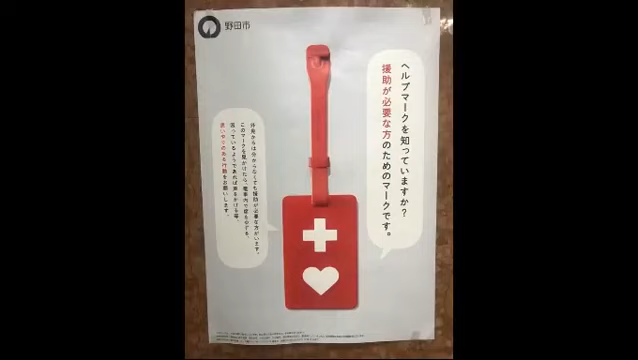 野田市
ヘルプマークを知っていますか？
援助が必要な方のためのマークです。
外見からは分からなくても援助が必要な方がいます。
このマークを見かけたら、電車内で席をゆずる、
困っているようであれば声をかける等、
思いやりのある行動をお願いします。